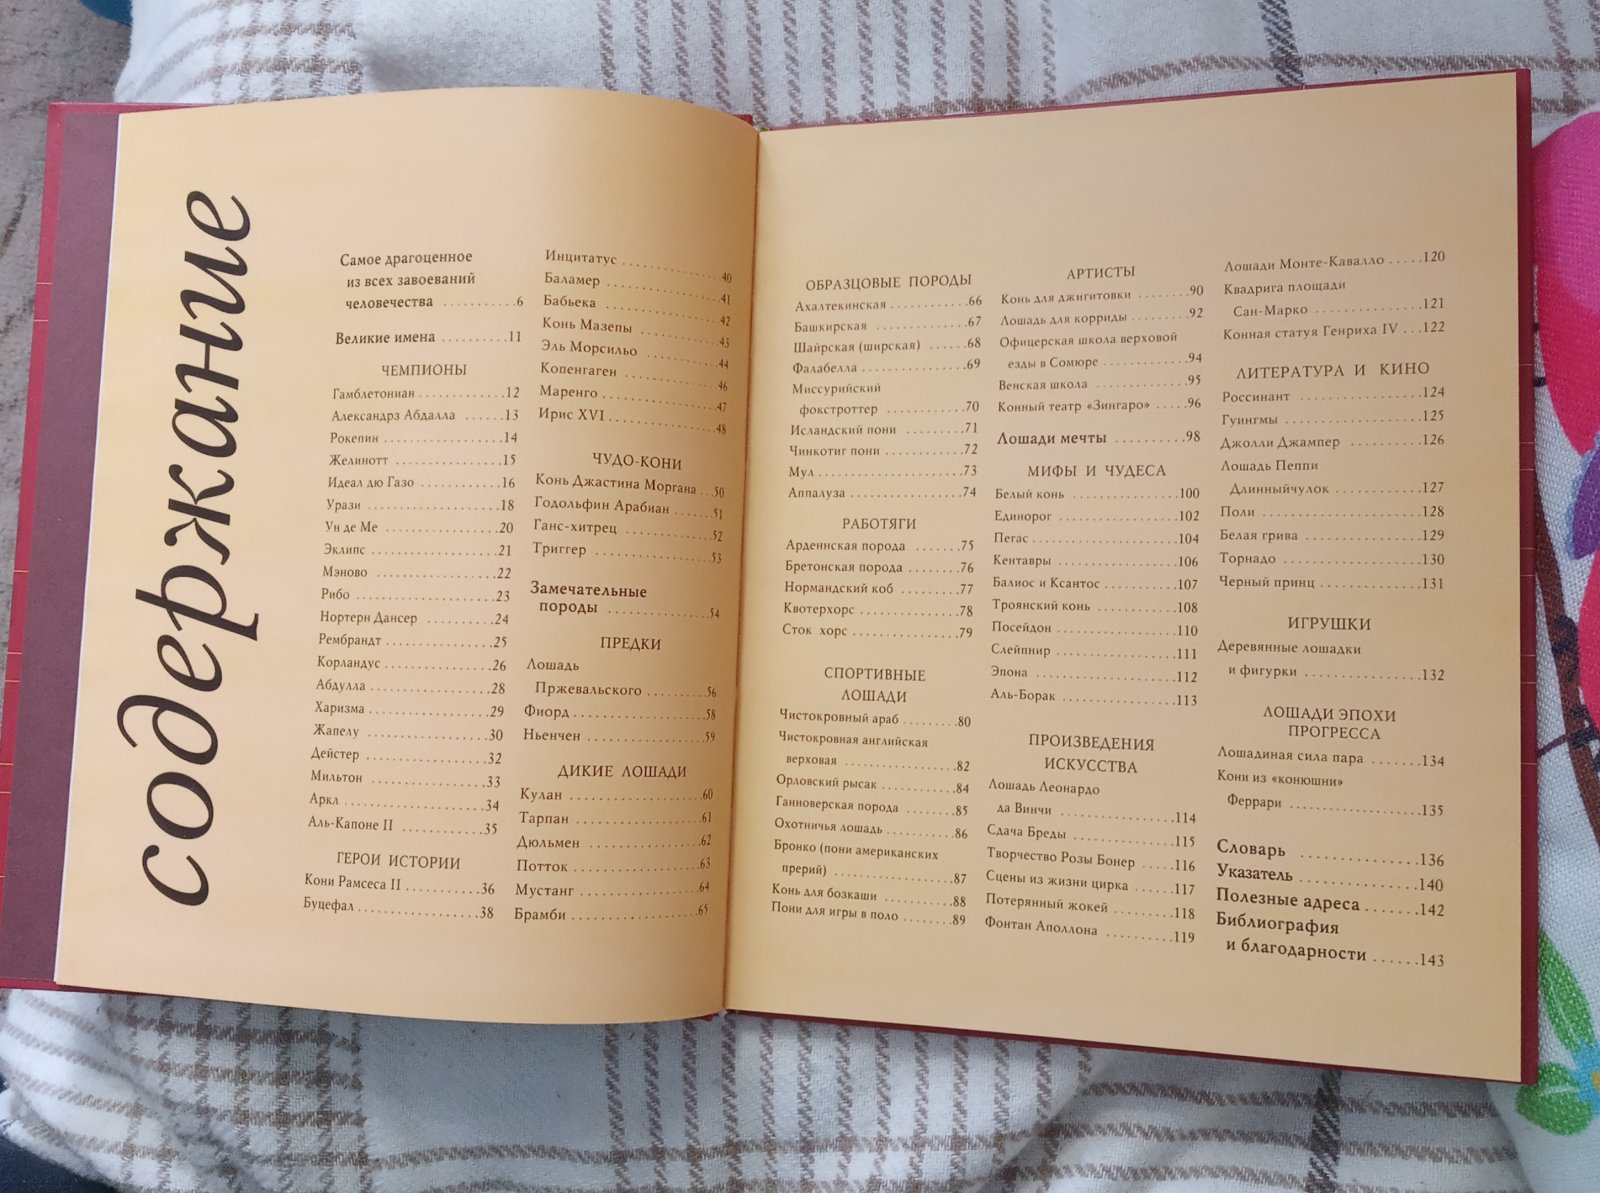 содержание
Самое драгоценное
из всех завоеваний
человечества ..........6
Великие имена ..........11
ЧЕМПИОНЫ
Гамблетониан ............12
Александрз Абдалла ......13
Рокепин ................14
Желинотт ...............15
Идеал дю Газо ...........16
Урази ..................18
Ун де Ме ...............20
Эклипс .................21
Мэново .................22
Рибо ...................23
Нортерн Дансер ..........24
Рембрандт ...............25
Корландус ...............26
Абдулла .................28
Харизма .................29
Жапелу .................30
Дейстер .................32
Мильтон ................33
Аркл ...................34
Аль-Капоне II ...........35
ГЕРОИ ИСТОРИИ
Кони Рамсеса II ..........36
Буцефал .................38
Инцитатус ..............40
Баламер ................41
Бабьека ................42
Конь Мазепы ............43
Эль Морсильо ...........44
Копенгаген ..............46
Маренго ................47
Ирис XVI ...............48
ЧУДО-КОНИ
Конь Джастина Моргана ...50
Годольфин Арабиан .......51
Ганс-хитрец .............52
Триггер .................53
Замечательные
породы ..............54
ПРЕДКИ
Лошадь
Пржевальского .........56
Фиорд ..................58
Ньенчен ................59
ДИКИЕ ЛОШАДИ
Кулан ..................60
Тарпан .................61
Дюльмен ...............62
Потток .................63
Мустанг ................64
Брамби .................65
ОБРАЗЦОВЫЕ ПОРОДЫ
Ахалтекинская ............66
Башкирская .............67
Шайрская (ширская) ......68
Фалабелла ...............69
Миссурийский
фокстроттер ...........70
Исландский пони .........71
Чинкотиг пони ...........72
Мул ....................73
Аппалуза ................74
РАБОТЯГИ
Арденнская порода .......75
Бретонская порода ........76
Нормандский коб .........77
Квотерхорс ..............78
Сток хорс ...............79
СПОРТИВНЫЕ
ЛОШАДИ
Чистокровный араб ........80
Чистокровная английская
верховая ..............82
Орловский рысак .........84
Ганноверская порода .......85
Охотничья лошадь ........86
Бронко (пони американских
прерий) ...............87
Конь для бозкаши .........88
Пони для игры в поло ......89
АРТИСТЫ
Конь для джигитовки .......90
Лошадь для корриды ........92
Офицерская школа верховой
езды в Сомюре ..........94
Венская школа ............95
Конный театр «Зингаро» .....96
Лошади мечты ..........98
МИФЫ И ЧУДЕСА
Белый конь .............100
Единорог ...............102
Пегас ..................104
Кентавры ...............106
Балиос и Ксантос .........107
Троянский конь ..........108
Посейдон ...............110
Слейпнир ...............111
Эпона ..................112
Аль-Борак ..............113
ПРОИЗВЕДЕНИЯ
ИСКУССТВА
Лошадь Леонардо
да Винчи ..............114
Сдача Бреды ............115
Творчество Розы Бонер .....116
Сцены из жизни цирка .....117
Потерянный жокей ........118
Фонтан Аполлона .........119
Лошади Монте-Кавалло .....120
Квадрига площади
Сан-Марко ............121
Конная статуя Генриха IV ...122
ЛИТЕРАТУРА И КИНО
Россинант ..............124
Гуингмы ................125
Джолли Джампер .........126
Лошадь Пеппи
Длинныйчулок ..........127
Поли ..................128
Белая грива .............129
Торнадо ................130
Черный принц ...........131
ИГРУШКИ
Деревянные лошадки
и фигурки .............132
ЛОШАДИ ЭПОХИ
ПРОГРЕССА
Лошадиная сила пара .......134
Кони из «конюшни»
Феррари ..............135
Словарь .............136
Указатель .............140
Полезные адреса .......142
Библиография
и благодарности ......143